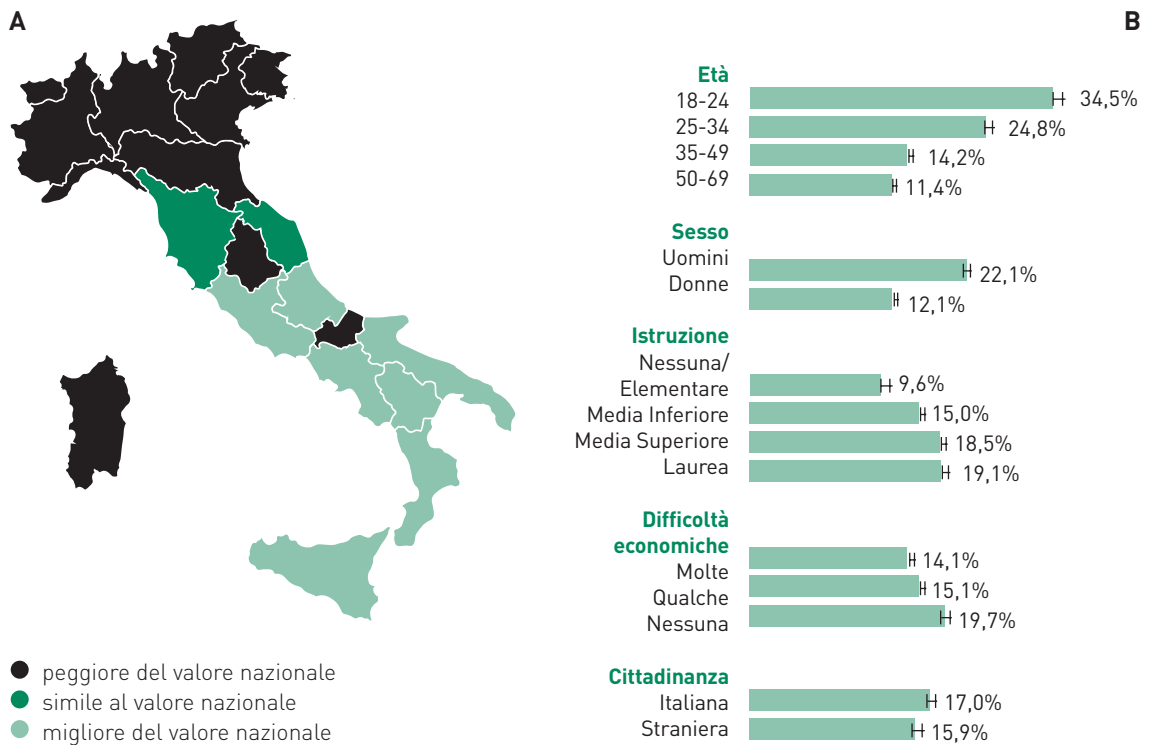 A
B
Età
18-24
34,5%
25-34
24,8%
35-49
14,2%
50-69
11,4%
Sesso
Uomini
22,1%
Donne
12,1%
Istruzione
Nessuna/
Elementare
9,6%
Media Inferiore
15,0%
Media Superiore
18,5%
Laurea
19,1%
Difficoltà
economiche
Molte
14,1%
Qualche
15,1%
Nessuna
19,7%
Cittadinanza
Italiana
17,0%
Straniera
15,9%
peggiore del valore nazionale
simile al valore nazionale
migliore del valore nazionale